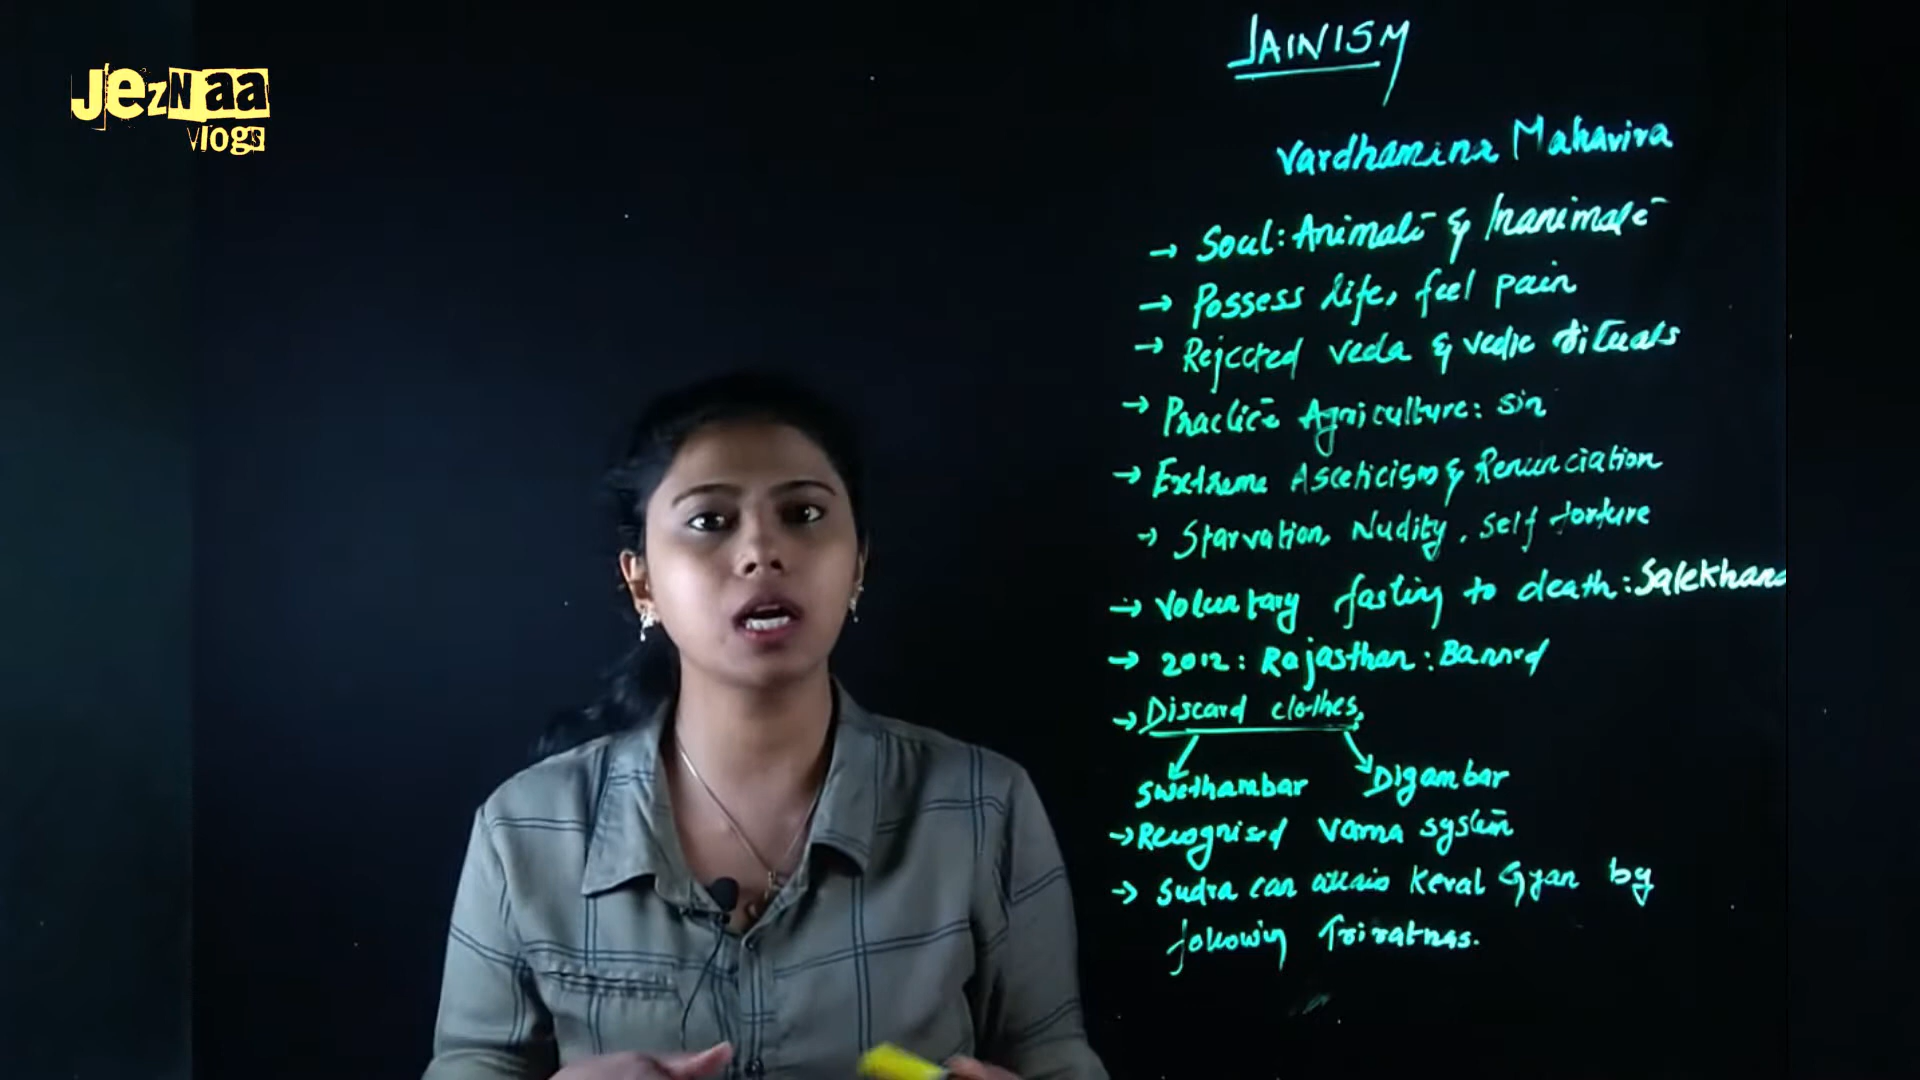 JEZNAA
vlogs
JAINISM
Vardhamana Mahavira
→ Soul: Animate & Inanimate
→ Possess life, feel pain
→ Rejected veda & vedic rituals
→ Practice Agriculture: sin
→ Extreme Asceticism & Renunciation
→ Starvation, Nudity, Self torture
→ Voluntary fasting to death: Salekhana
→ 2012: Rajasthan: Banned
→ Discard clothes,
Swethambar Digambar
→ Recognised varna system
→ Sudra can attain Keval Gyan by
following Triratnas.